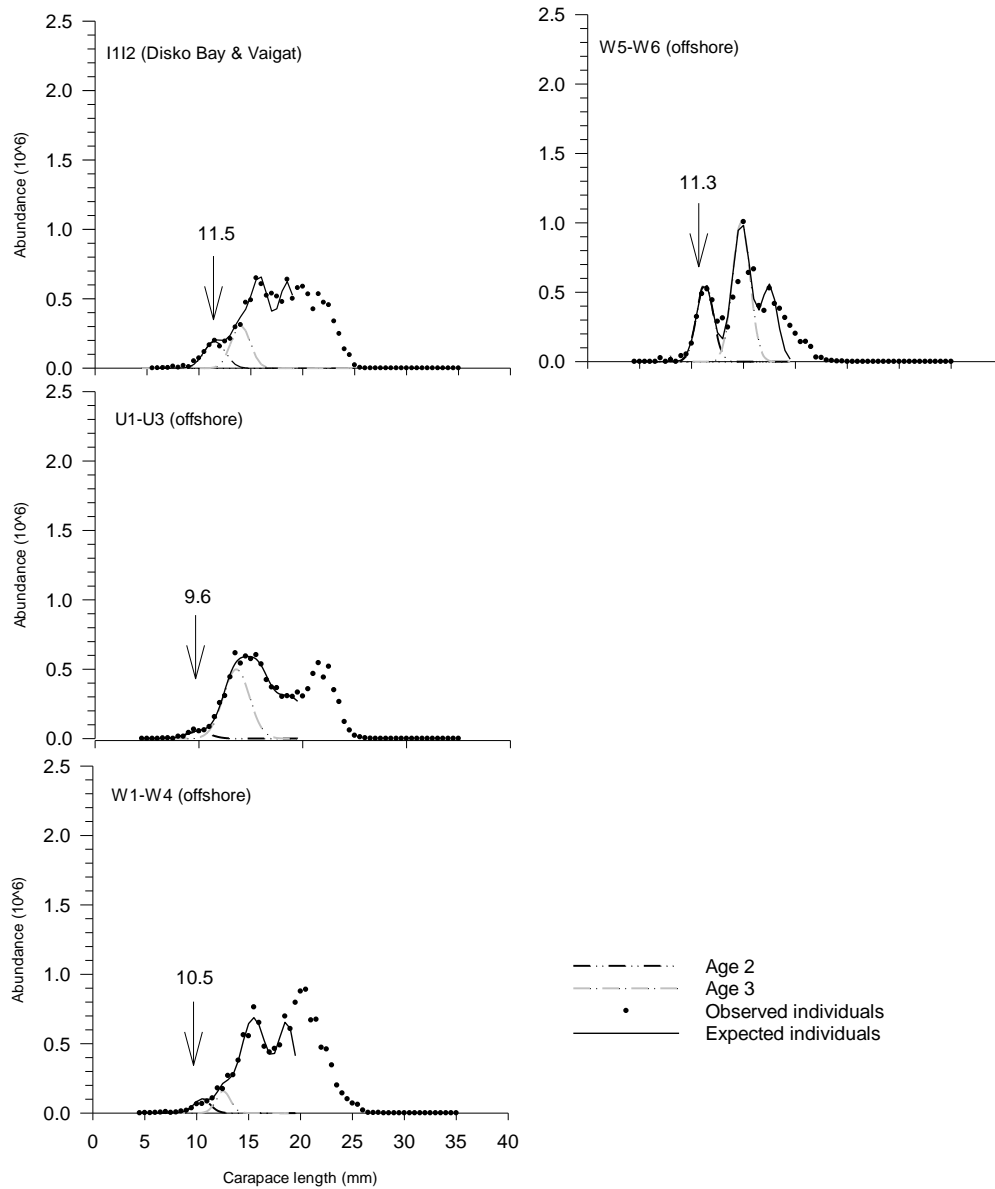 2.5
I1I2 (Disko Bay & Vaigat)
2.0
1.5
1.0
0.5
0.0
Abundance (10^6)
11.5
2.5
W5-W6 (offshore)
2.0
1.5
1.0
0.5
0.0
11.3
2.5
U1-U3 (offshore)
2.0
1.5
1.0
0.5
0.0
Abundance (10^6)
9.6
2.5
W1-W4 (offshore)
2.0
1.5
1.0
0.5
0.0
Abundance (10^6)
10.5
0 5 10 15 20 25 30 35 40
Carapace length (mm)
Age 2
Age 3
Observed individuals
Expected individuals